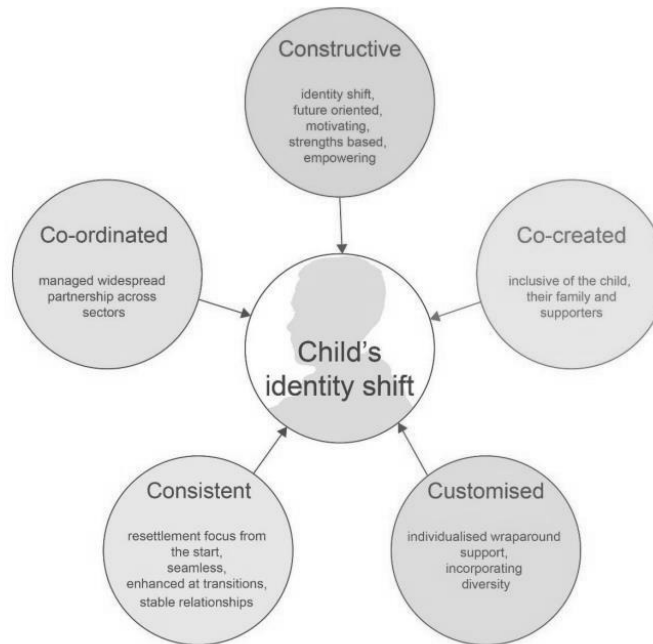 Constructive
identity shift,
future oriented,
motivating,
strengths based,
empowering
Co-ordinated
managed widespread
partnership across
sectors
Co-created
inclusive of the child,
their family and
supporters
Child's
identity shift
Consistent
resettlement focus from
the start,
seamless,
enhanced at transitions,
stable relationships
Customised
individualised wraparound
support,
incorporating
diversity